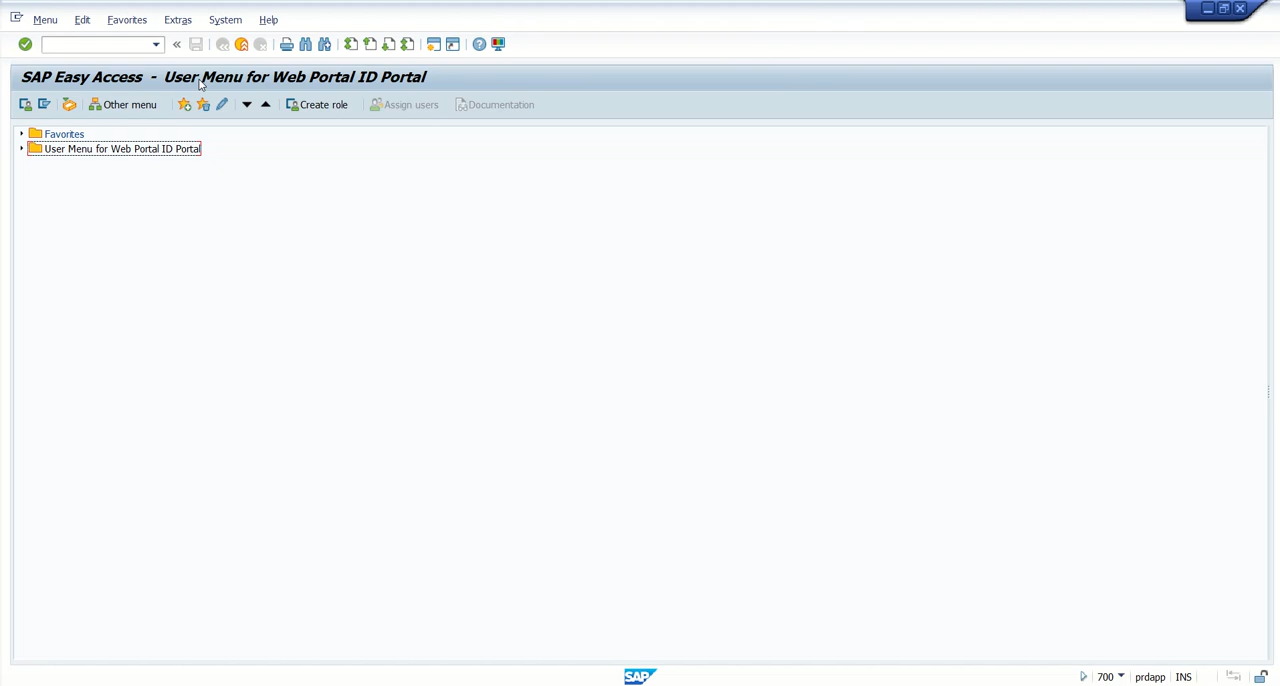 Menu Edit Favorites Extras System Help
SAP Easy Access - User Menu for Web Portal ID Portal
Other menu Create role Assign users Documentation
Favorites
User Menu for Web Portal ID Portal
SAP 700 prdapp INS